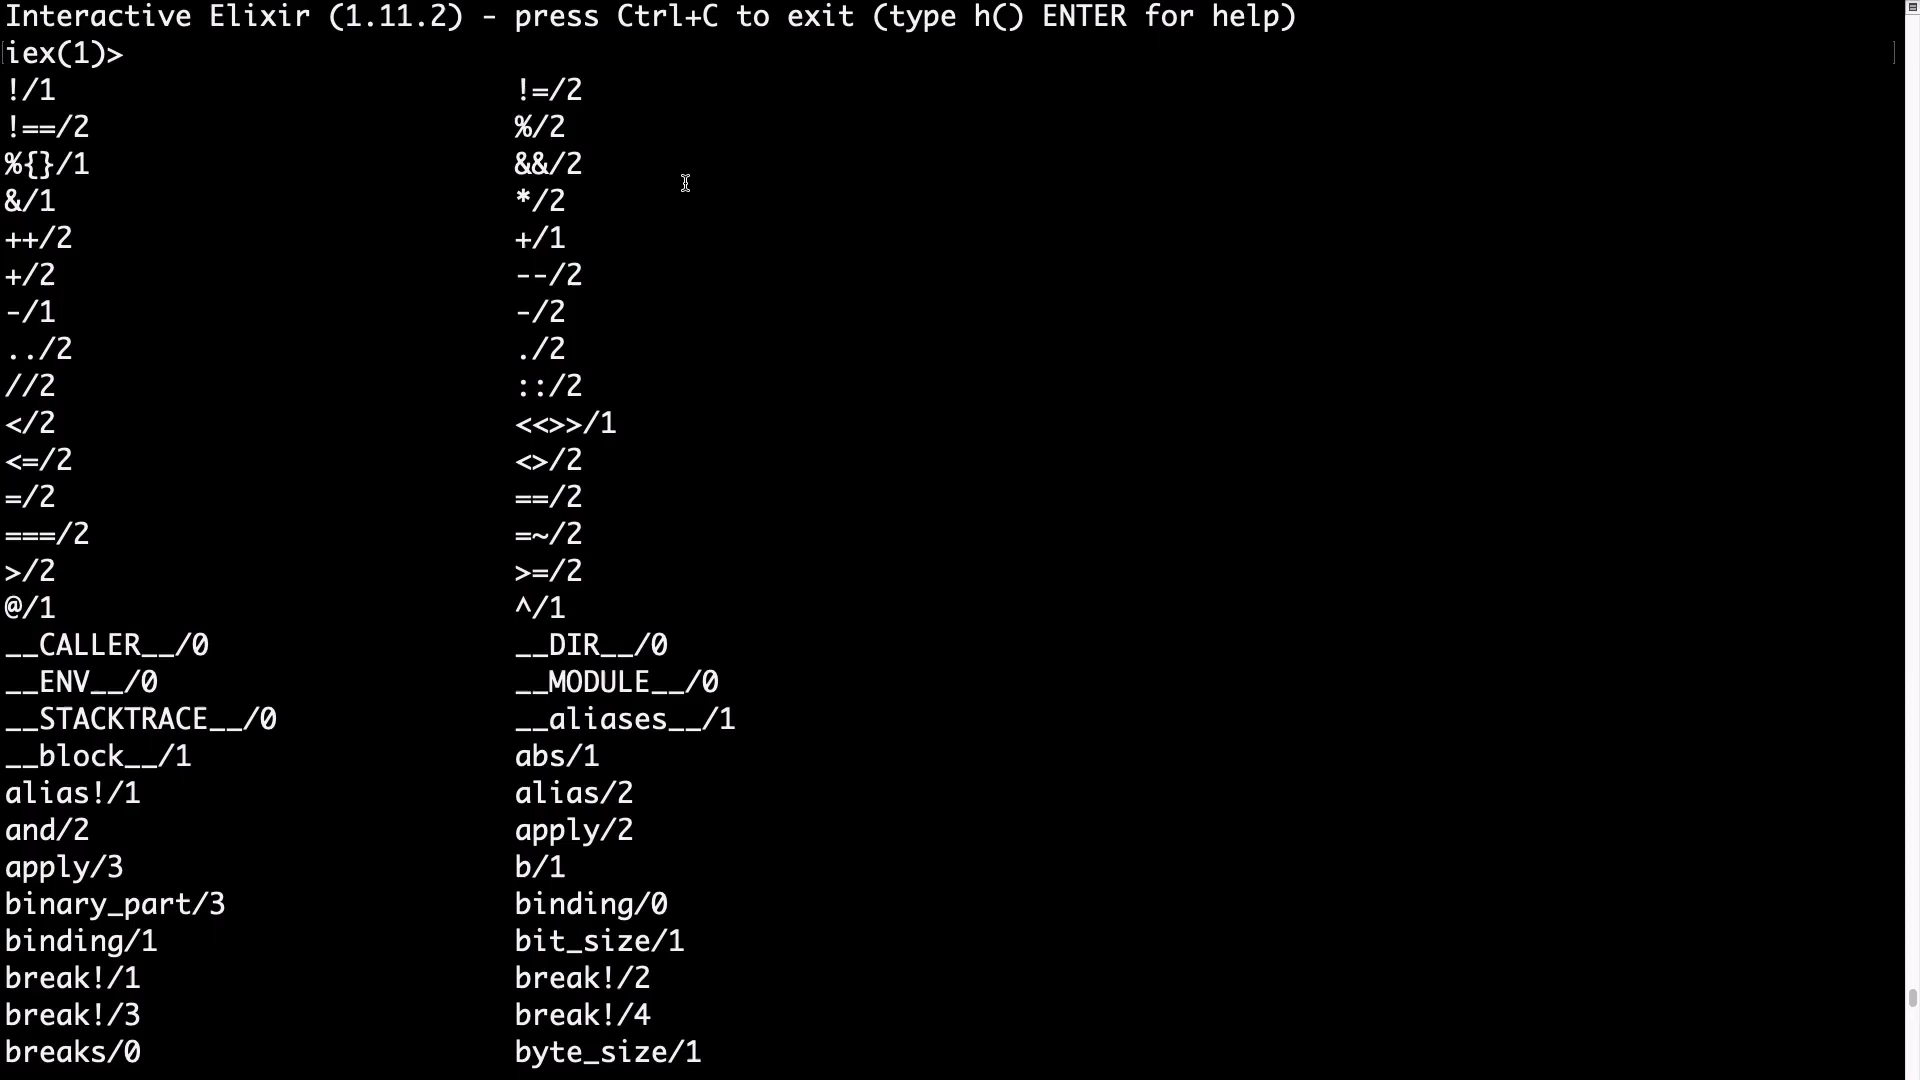 Interactive Elixir (1.11.2) - press Ctrl+C to exit (type h() ENTER for help)
iex(1)>
!/1 !=/2
!==/2 %/2
%{}/1 &&/2
&/1 */2
++/2 +/1
+/2 --/2
-/1 -/2
../2 ./2
//2 ::/2
</2 <<>>/1
<=/2 <>/2
=/2 ==/2
===/2 =~/2
>/2 >=/2
@/1 ^/1
__CALLER__/0 __DIR__/0
__ENV__/0 __MODULE__/0
__STACKTRACE__/0 __aliases__/1
__block__/1 abs/1
alias!/1 alias/2
and/2 apply/2
apply/3 b/1
binary_part/3 binding/0
binding/1 bit_size/1
break!/1 break!/2
break!/3 break!/4
breaks/0 byte_size/1